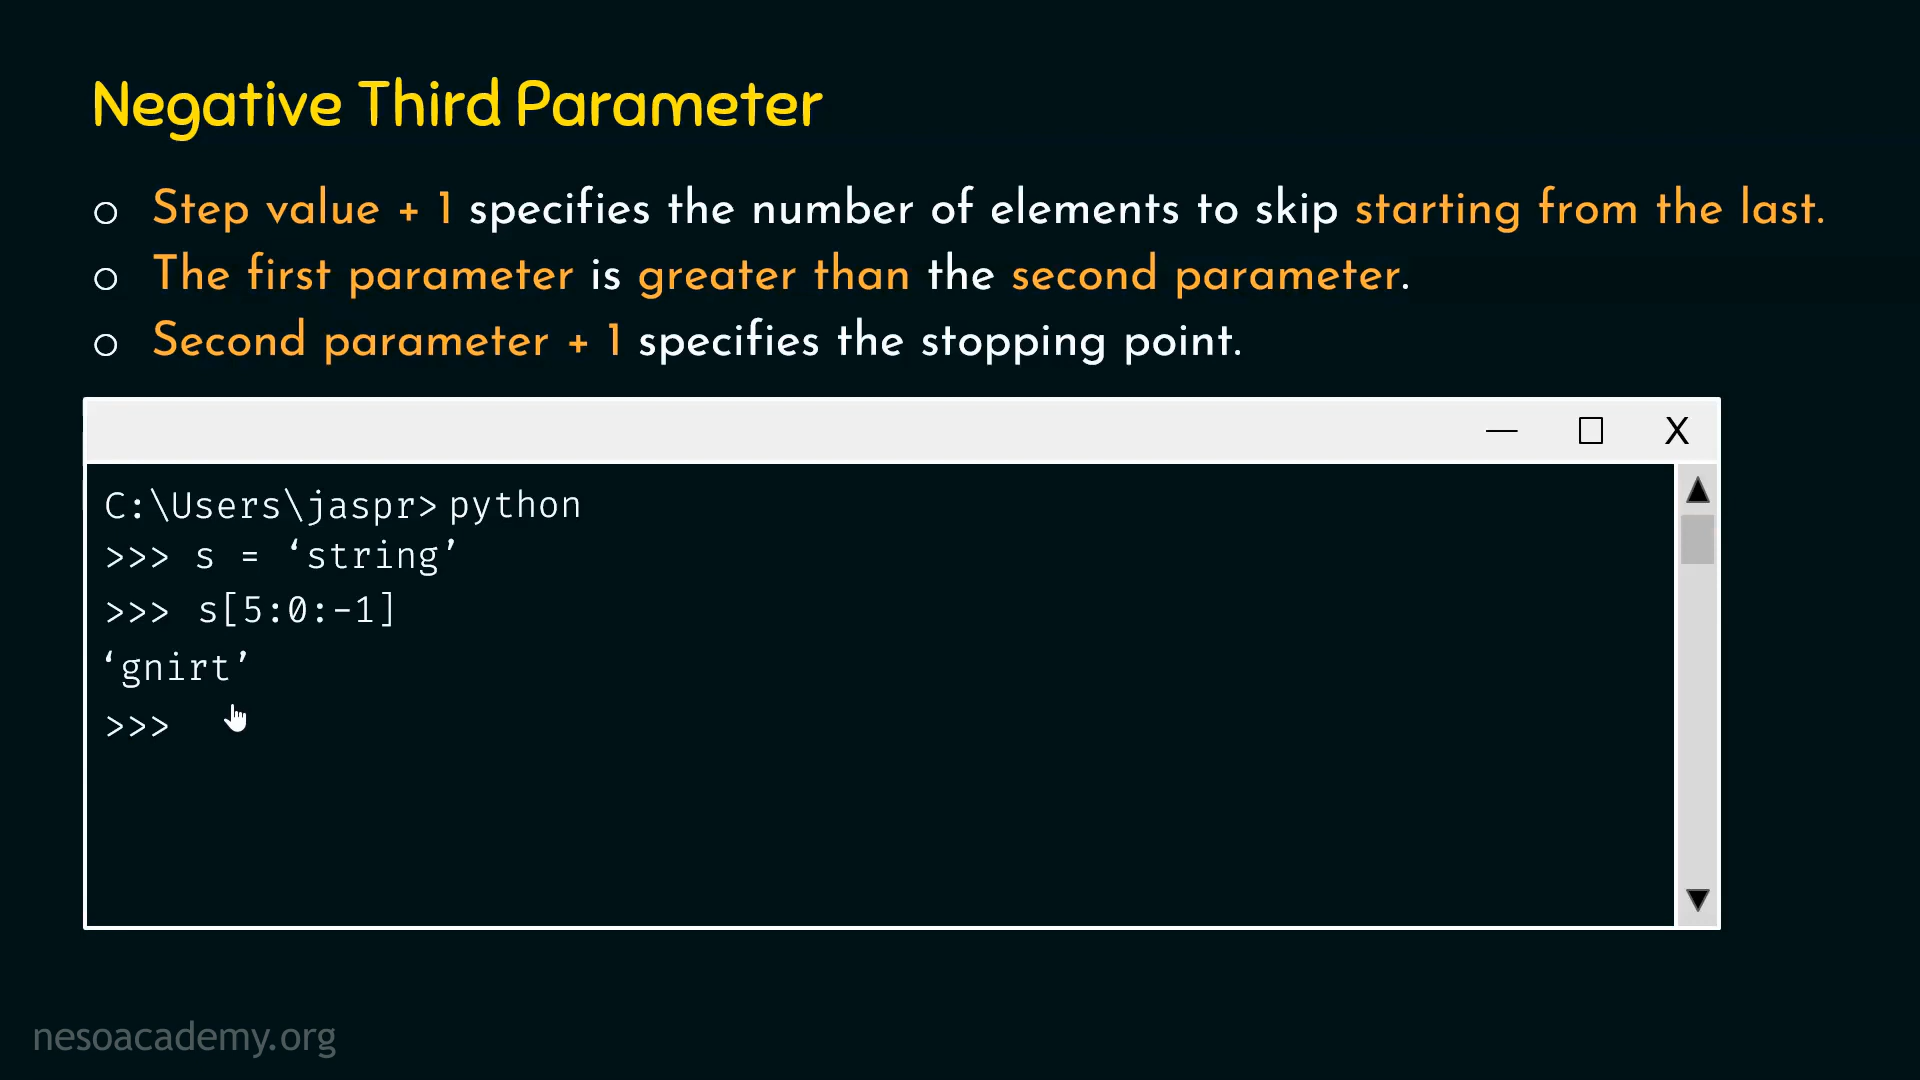 Negative Third Parameter
○ Step value + 1 specifies the number of elements to skip starting from the last.
○ The first parameter is greater than the second parameter.
○ Second parameter + 1 specifies the stopping point.
X
C:\Users\jaspr> python
>>> s = ‘string’
>>> s[5:0:-1]
‘gnirt’
>>>
nesoacademy.org